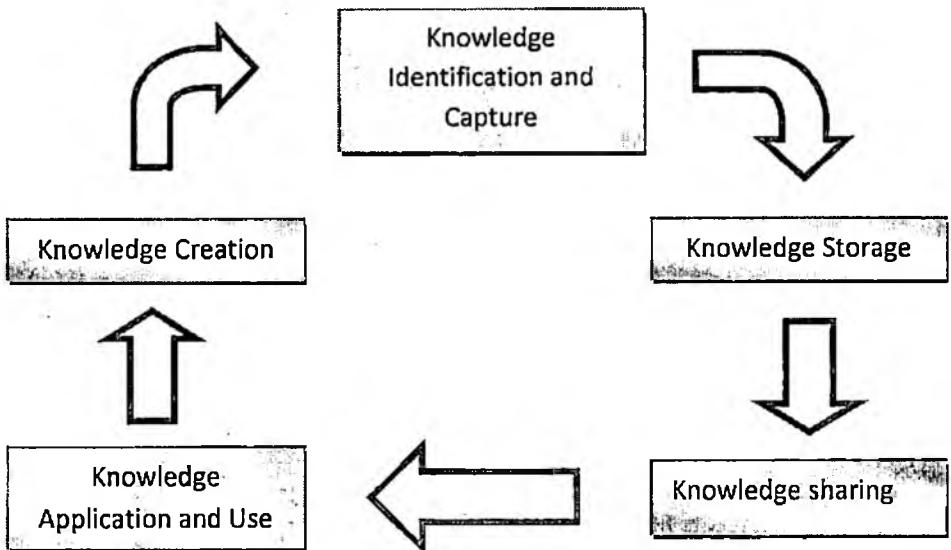 Knowledge
Identification and
Capture
Knowledge Creation
Knowledge Storage
Knowledge
Application and Use
Knowledge sharing